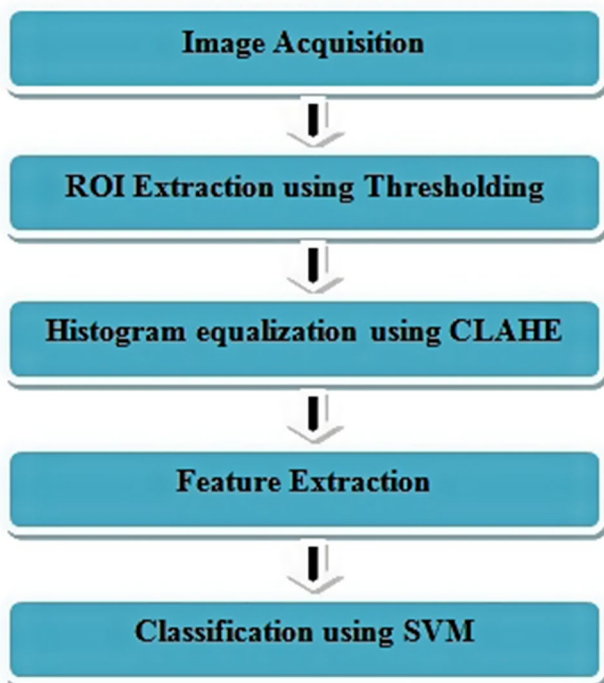 Image Acquisition
ROI Extraction using Thresholding
Histogram equalization using CLAHE
Feature Extraction
Classification using SVM